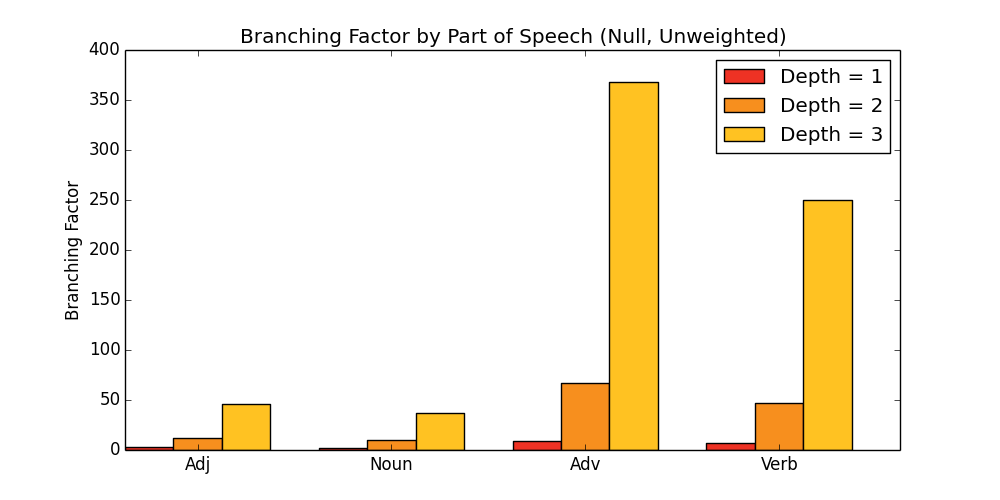 Branching Factor by Part of Speech (Null, Unweighted)
400
350
300
250
200
150
100
50
0
Branching Factor
Depth = 1
Depth = 2
Depth = 3
Adj
Noun
Adv
Verb